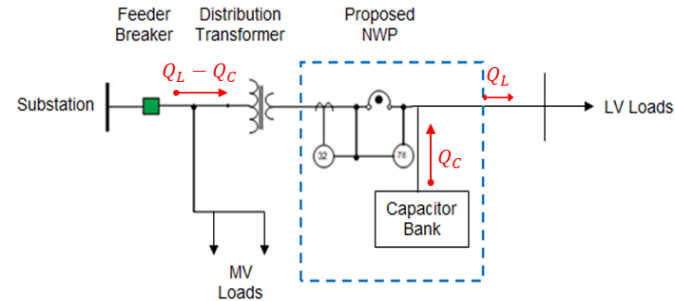 Feeder
Breaker
Distribution
Transformer
Proposed
NWP
Q_L − Q_C
Q_L
Substation
LV Loads
32
78
Q_C
Capacitor
Bank
MV
Loads